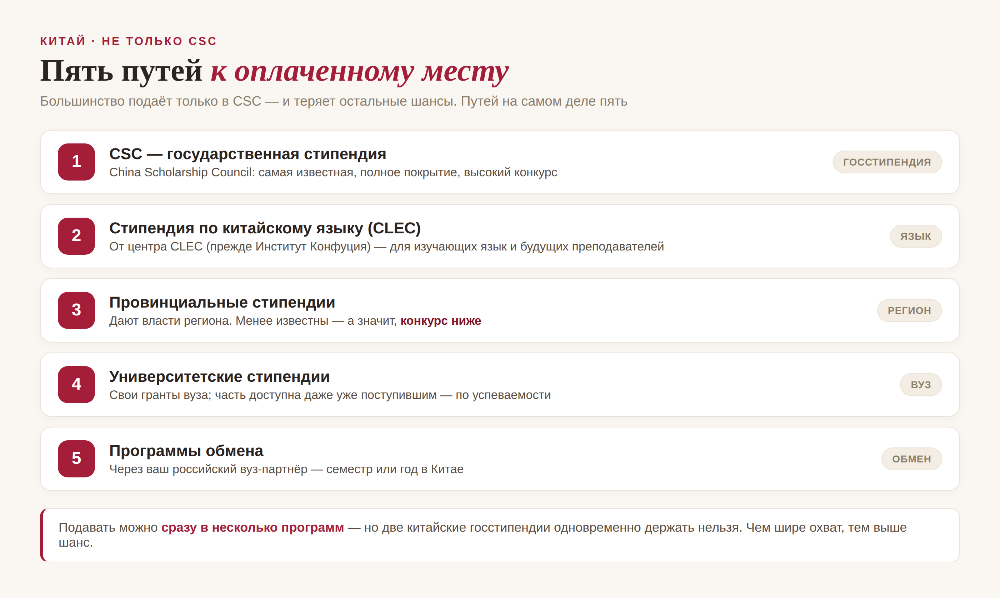 КИТАЙ · НЕ ТОЛЬКО CSC
Пять путей к оплаченному месту
Большинство подаёт только в CSC — и теряет остальные шансы. Путей на самом деле пять
1
CSC — государственная стипендия
China Scholarship Council: самая известная, полное покрытие, высокий конкурс
ГОССТИПЕНДИЯ
2
Стипендия по китайскому языку (CLEC)
От центра CLEC (прежде Институт Конфуция) — для изучающих язык и будущих преподавателей
ЯЗЫК
3
Провинциальные стипендии
Дают власти региона. Менее известны — а значит, конкурс ниже
РЕГИОН
4
Университетские стипендии
Свои гранты вуза; часть доступна даже уже поступившим — по успеваемости
ВУЗ
5
Программы обмена
Через ваш российский вуз-партнёр — семестр или год в Китае
ОБМЕН
Подавать можно сразу в несколько программ — но две китайские госстипендии одновременно держать нельзя. Чем шире охват, тем выше
шанс.